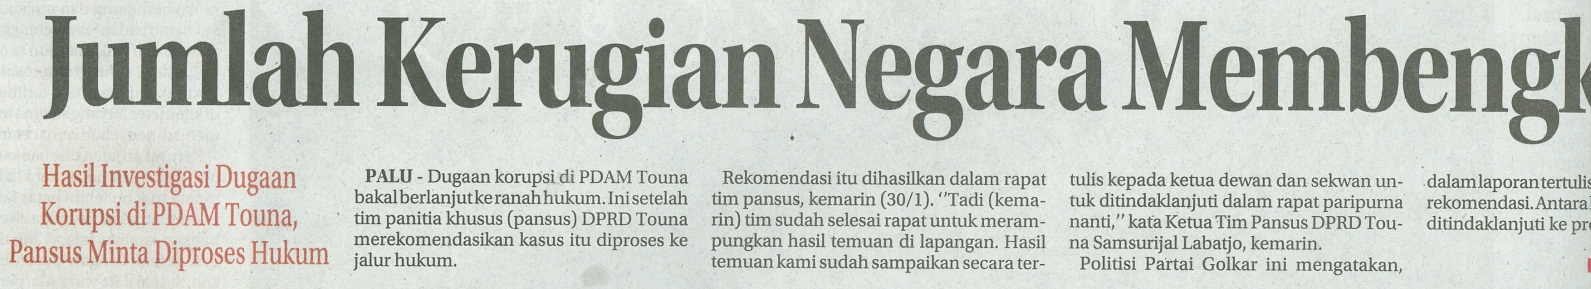 Jumlah Kerugian Negara Membengk
Hasil Investigasi Dugaan
Korupsi di PDAM Touna,
Pansus Minta Diproses Hukum
PALU - Dugaan korupsi di PDAM Touna
bakal berlanjut ke ranah hukum. Ini setelah
tim panitia khusus (pansus) DPRD Touna
merekomendasikan kasus itu diproses ke
jalur hukum.
Rekomendasi itu dihasilkan dalam rapat
tim pansus, kemarin (30/1). ‘‘Tadi (kema-
rin) tim sudah selesai rapat untuk meram-
pungkan hasil temuan di lapangan. Hasil
temuan kami sudah sampaikan secara ter-
tulis kepada ketua dewan dan sekwan un-
tuk ditindaklanjuti dalam rapat paripurna
nanti,’’ kata Ketua Tim Pansus DPRD Tou-
na Samsurijal Labatjo, kemarin.
Politisi Partai Golkar ini mengatakan,
dalam laporan tertulis
rekomendasi. Antara
ditindaklanjuti ke pr